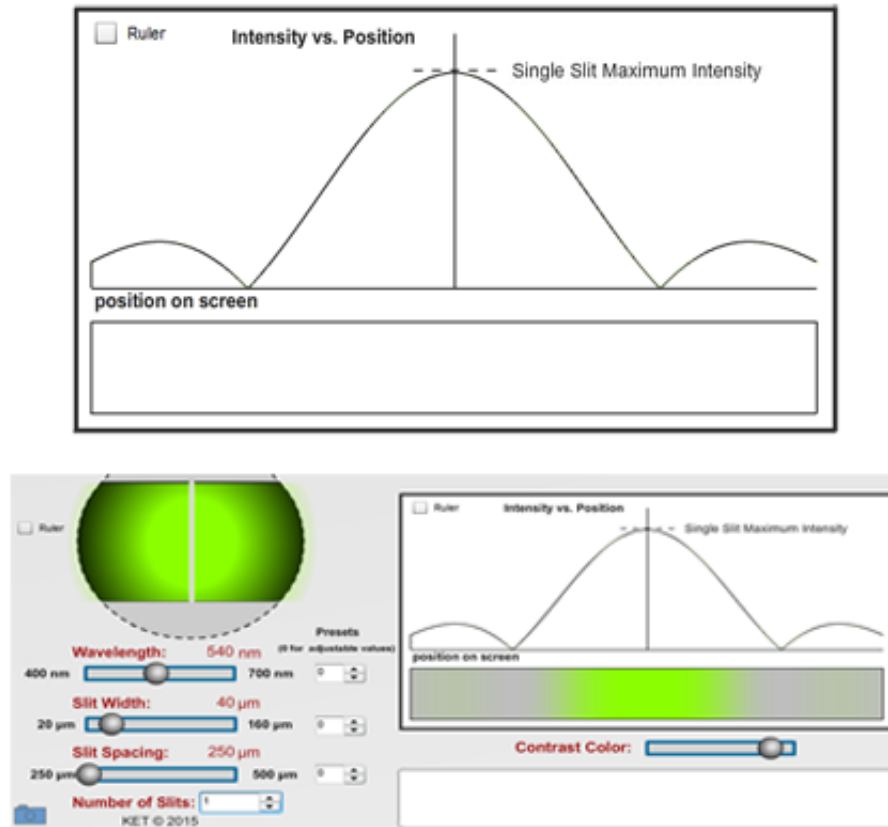 Ruler
Intensity vs. Position
Single Slit Maximum Intensity
position on screen
Ruler
Wavelength: 540 nm
Presets
(0 for adjustable values)
400 nm 700 nm 0
Slit Width: 40 µm
20 µm 160 µm 0
Slit Spacing: 250 µm
250 µm 500 µm 0
Number of Slits: 1
KET © 2015
Ruler
Intensity vs. Position
Single Slit Maximum Intensity
position on screen
Contrast Color: